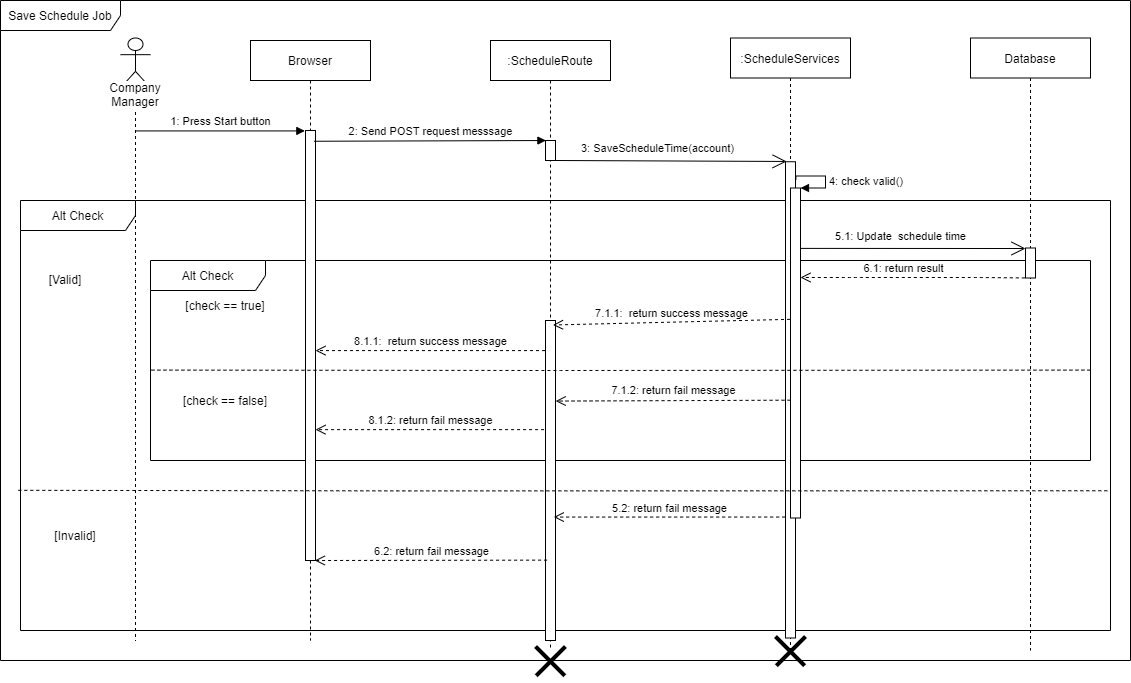 Save Schedule Job
Company
Manager
Browser
:ScheduleRoute
:ScheduleServices
Database
1: Press Start button
2: Send POST request messsage
3: SaveScheduleTime(account)
4: check valid()
Alt Check
5.1: Update  schedule time
6.1: return result
[Valid]
Alt Check
[check == true]
7.1.1:  return success message
8.1.1:  return success message
[check == false]
7.1.2: return fail message
8.1.2: return fail message
5.2: return fail message
[Invalid]
6.2: return fail message